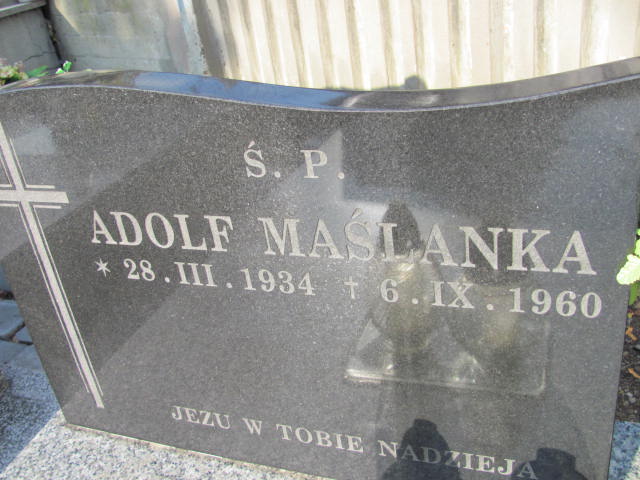 Ś. P.
ADOLF MAŚLANKA
* 28. III. 1934 † 6. IX. 1960
JEZU W TOBIE NADZIEJA